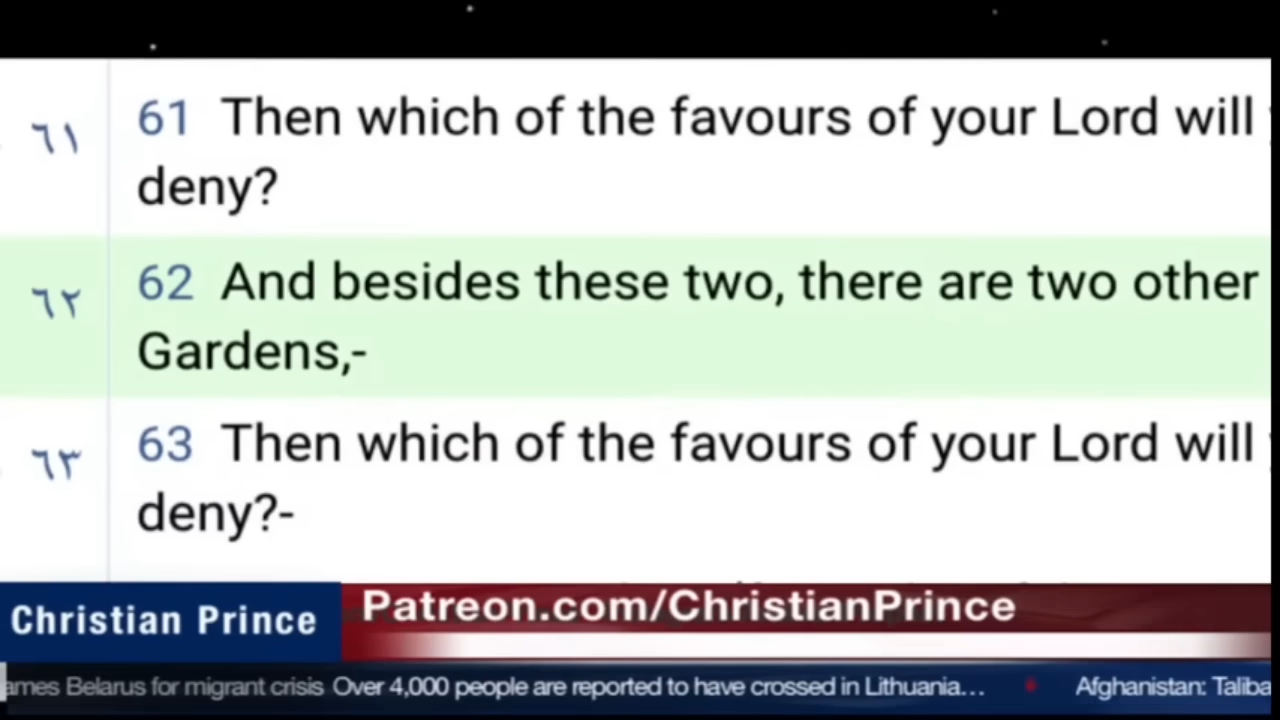 ٦١
61 Then which of the favours of your Lord will
deny?
٦٢
62 And besides these two, there are two other
Gardens,-
٦٣
63 Then which of the favours of your Lord will
deny?-
Christian Prince
Patreon.com/ChristianPrince
ames Belarus for migrant crisis Over 4,000 people are reported to have crossed in Lithuania... Afghanistan: Taliba